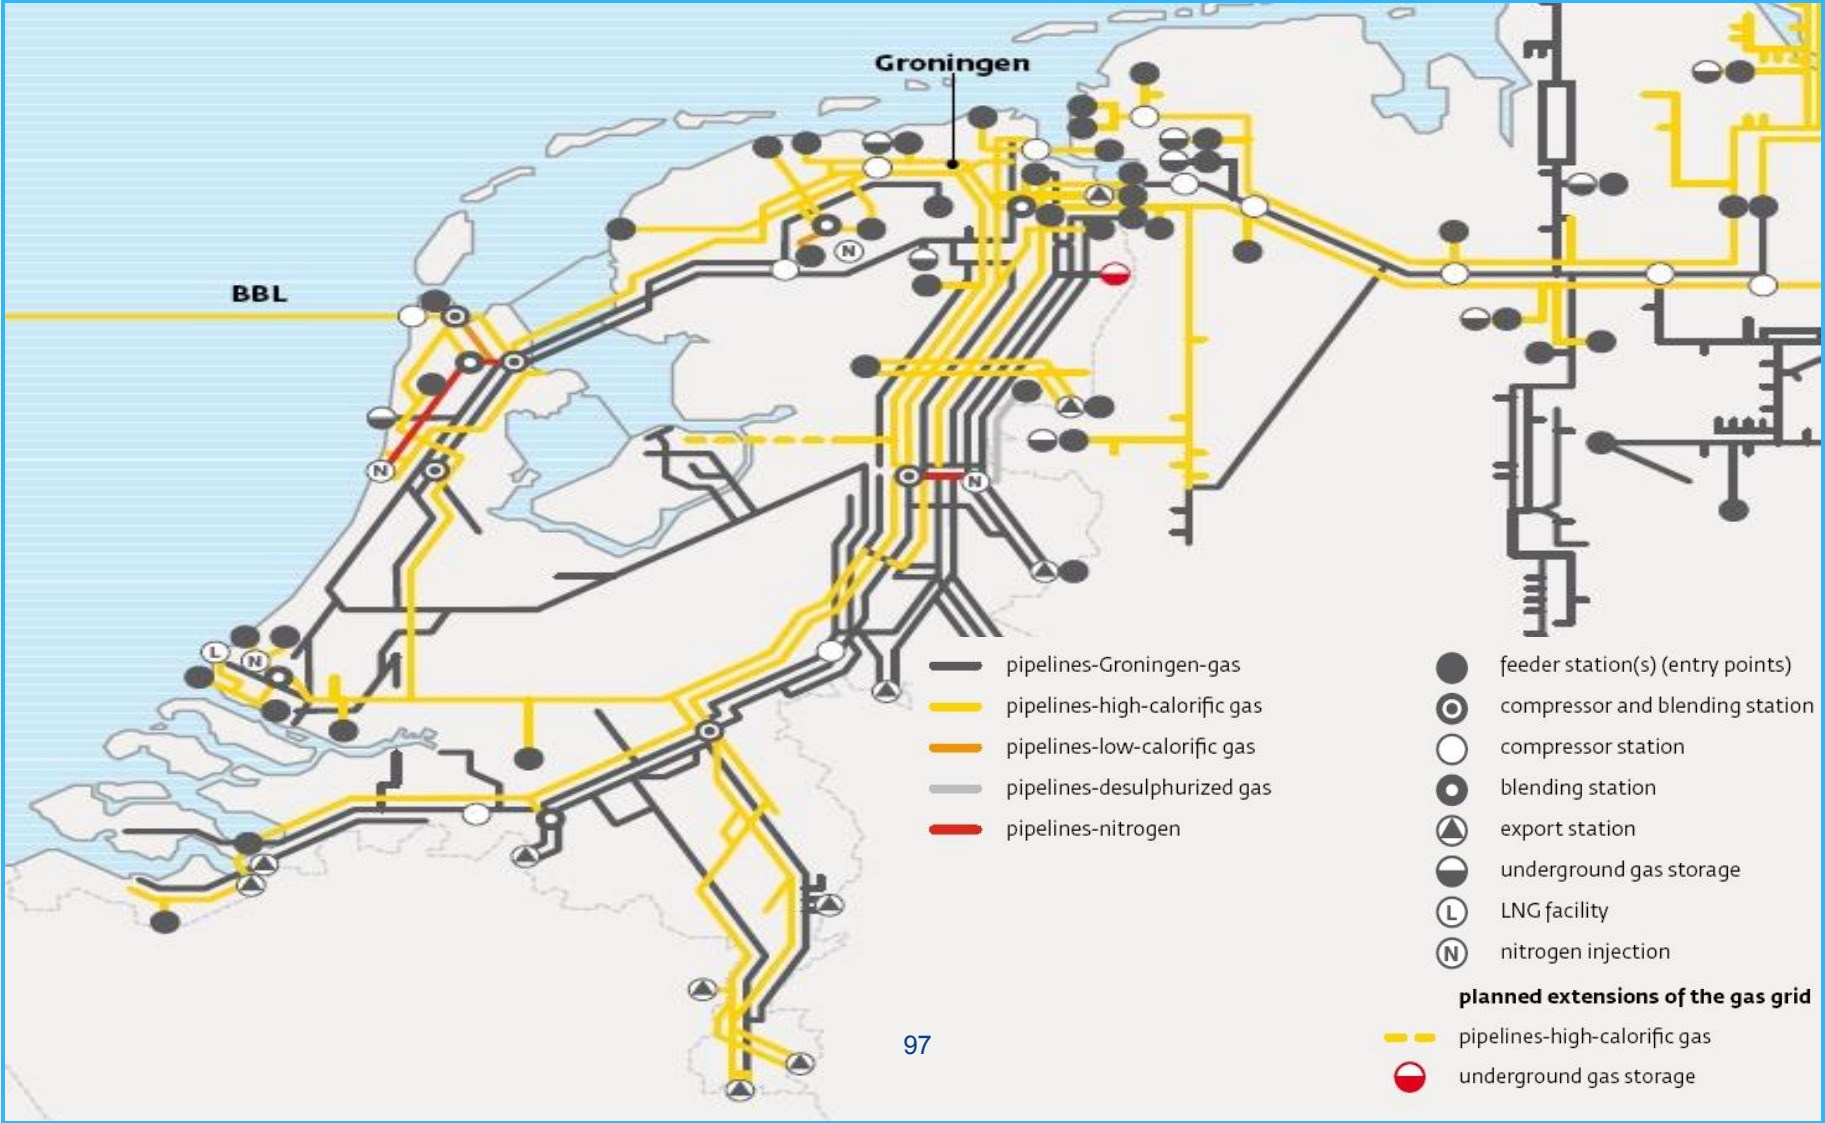 Groningen
BBL
N
N
N
N
L
pipelines-Groningen-gas
pipelines-high-calorific gas
pipelines-low-calorific gas
pipelines-desulphurized gas
pipelines-nitrogen
feeder station(s) (entry points)
compressor and blending station
compressor station
blending station
export station
underground gas storage
L LNG facility
N nitrogen injection
planned extensions of the gas grid
pipelines-high-calorific gas
underground gas storage
97